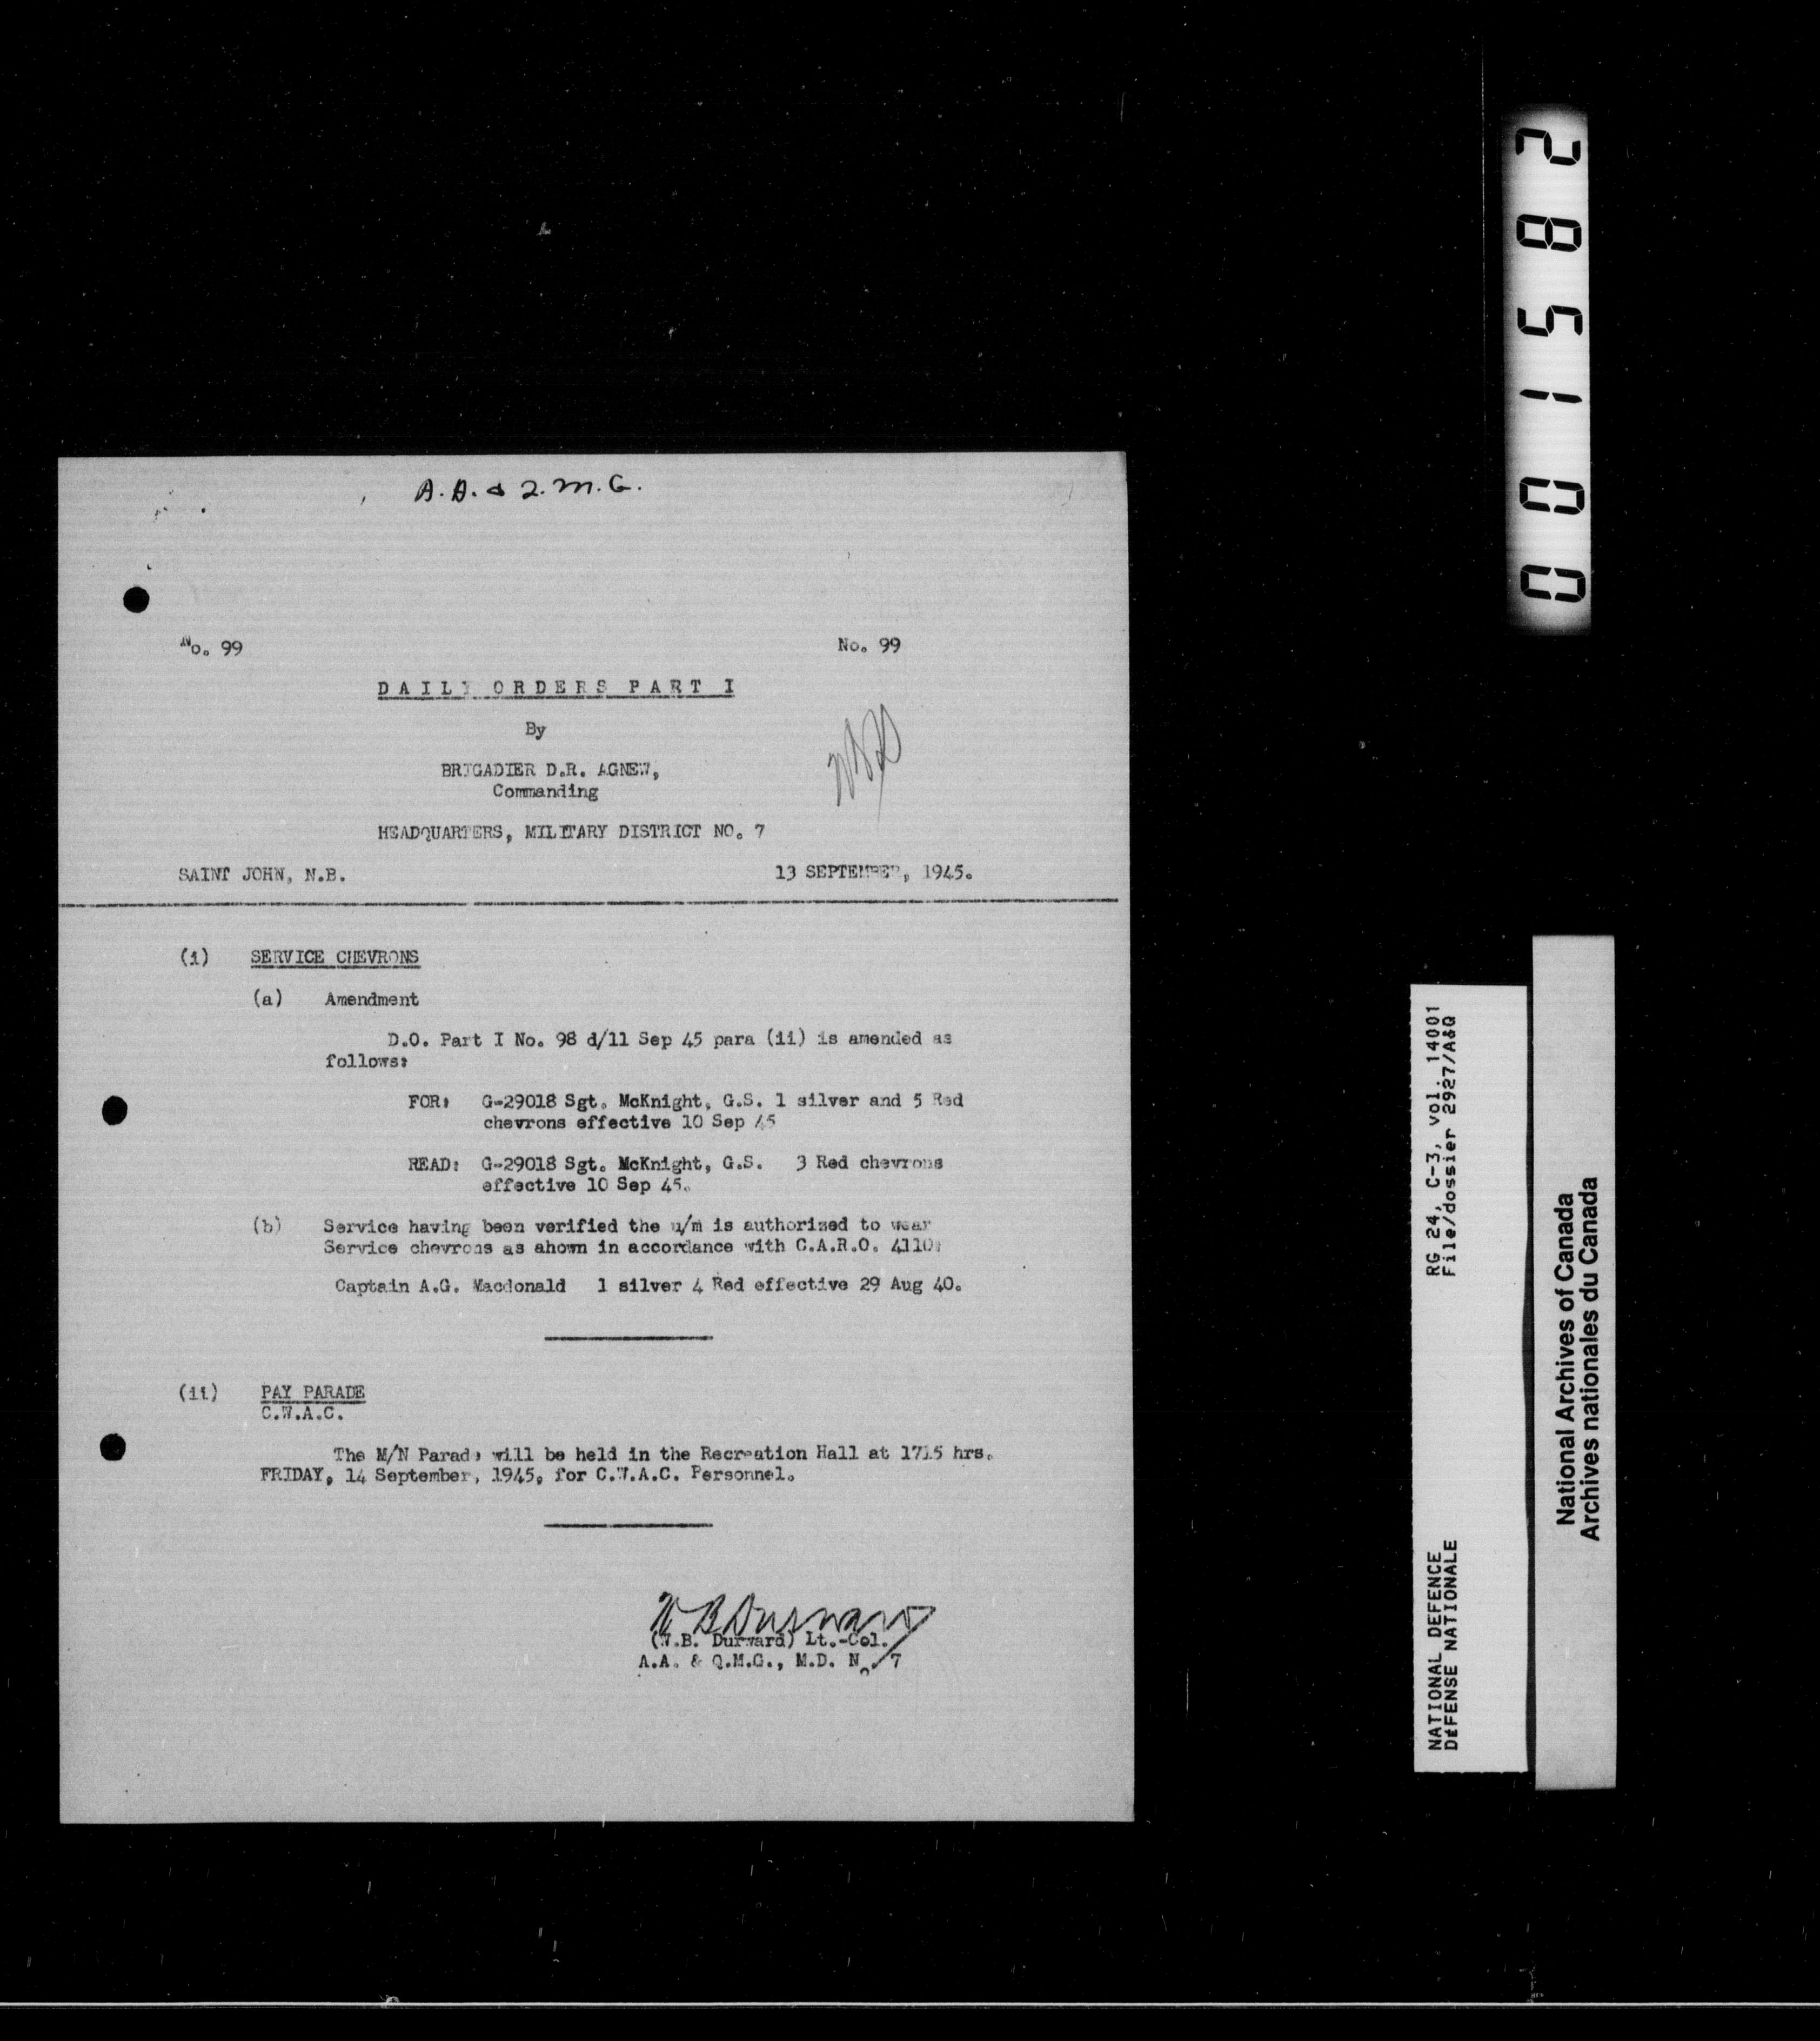 A.A. & Q.M.G.
No. 99 No. 99
DAILY ORDERS PART I
By
BRIGADIER D.R. AGNEW,
Commanding
HEADQUARTERS, MILITARY DISTRICT NO. 7
SAINT JOHN, N.B. 13 SEPTEMBER, 1945.
(i) SERVICE CHEVRONS
(a) Amendment
D.O. Part I No. 98 d/11 Sep 45 para (ii) is amended as
follows:
FOR: G-29018 Sgt. McKnight, G.S. 1 silver and 5 Red
chevrons effective 10 Sep 45
READ: G-29018 Sgt. McKnight, G.S. 3 Red chevrons
effective 10 Sep 45.
(b) Service having been verified the u/m is authorized to wear
Service chevrons as ahown in accordance with C.A.R.O. 4110:
Captain A.G. Macdonald 1 silver 4 Red effective 29 Aug 40.
(ii) PAY PARADE
C.W.A.C.
The M/N Parade will be held in the Recreation Hall at 1715 hrs.
FRIDAY, 14 September, 1945, for C.W.A.C. Personnel.
W B Durward
(W.B. Durward) Lt.-Col.
A.A. & Q.M.G., M.D. No. 7
001582
RG 24, C-3, vol. 14001
File/dossier 2927/A&Q
NATIONAL DEFENCE
DÉFENSE NATIONALE
National Archives of Canada
Archives nationales du Canada